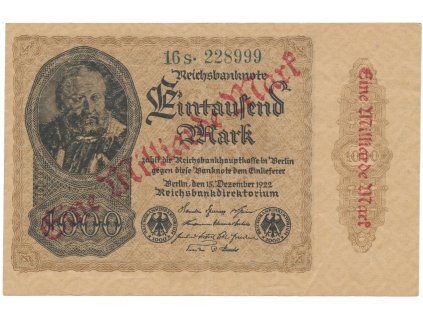 16 s· 228999
Reichsbanknote
Eintausend
Mark
zahlt die Reichsbankhauptkasse in Berlin
gegen diese Banknote dem Einlieferer
Berlin, den 15. Dezember 1922
Reichsbankdirektorium
1000
Eine Milliarde Mark
Eine Milliarde Mark
1000